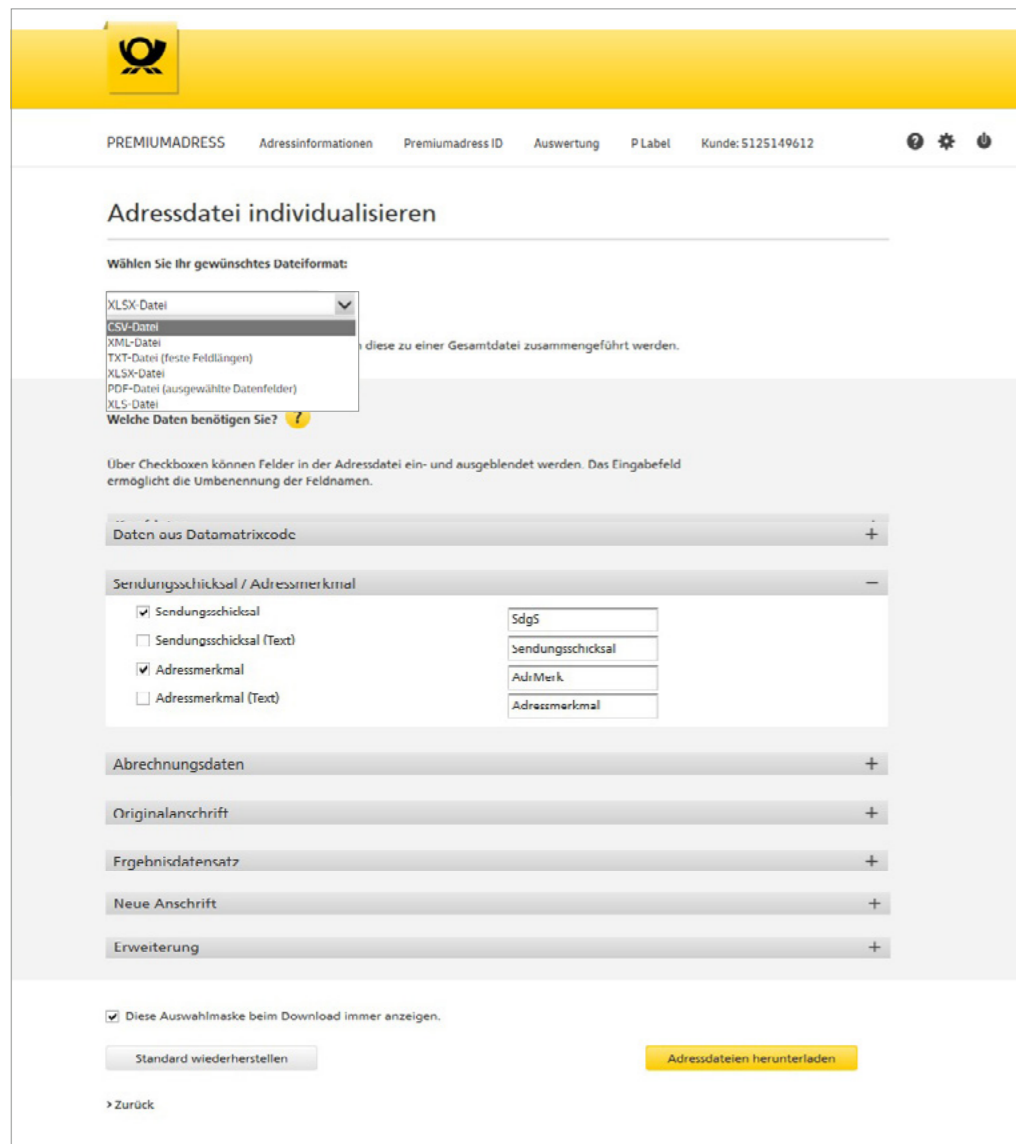 PREMIUMADRESS Adressinformationen Premiumadress ID Auswertung P Label Kunde: 5125149612
Adressdatei individualisieren
Wählen Sie Ihr gewünschtes Dateiformat:
XLSX-Datei
CSV-Datei
XML-Datei
diese zu einer Gesamtdatei zusammengeführt werden.
TXT-Datei (feste Feldlängen)
XLSX-Datei
PDF-Datei (ausgewählte Datenfelder)
XLS-Datei
Welche Daten benötigen Sie? ?
Über Checkboxen können Felder in der Adressdatei ein- und ausgeblendet werden. Das Eingabefeld
ermöglicht die Umbenennung der Feldnamen.
Daten aus Datamatrixcode +
Sendungsschicksal / Adressmerkmal −
Sendungsschicksal SdgS
Sendungsschicksal (Text) Sendungsschicksal
Adressmerkmal AdrMerk
Adressmerkmal (Text) Adressmerkmal
Abrechnungsdaten +
Originalanschrift +
Ergebnisdatensatz +
Neue Anschrift +
Erweiterung +
Diese Auswahlmaske beim Download immer anzeigen.
Standard wiederherstellen Adressdateien herunterladen
> Zurück